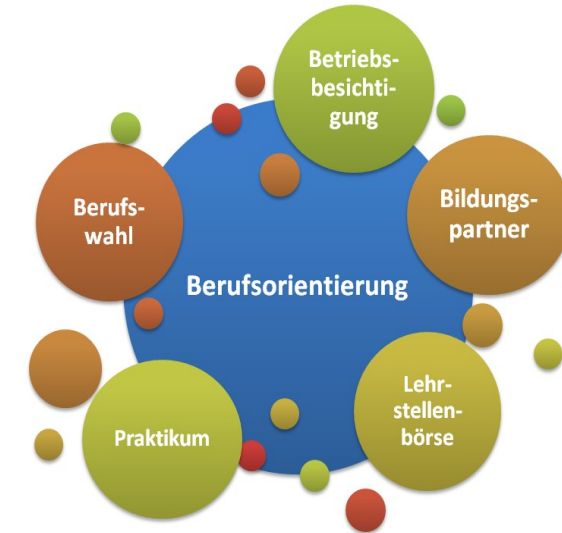 Betriebs-
besichti-
gung
Berufs-
wahl
Bildungs-
partner
Berufsorientierung
Lehr-
stellen-
börse
Praktikum